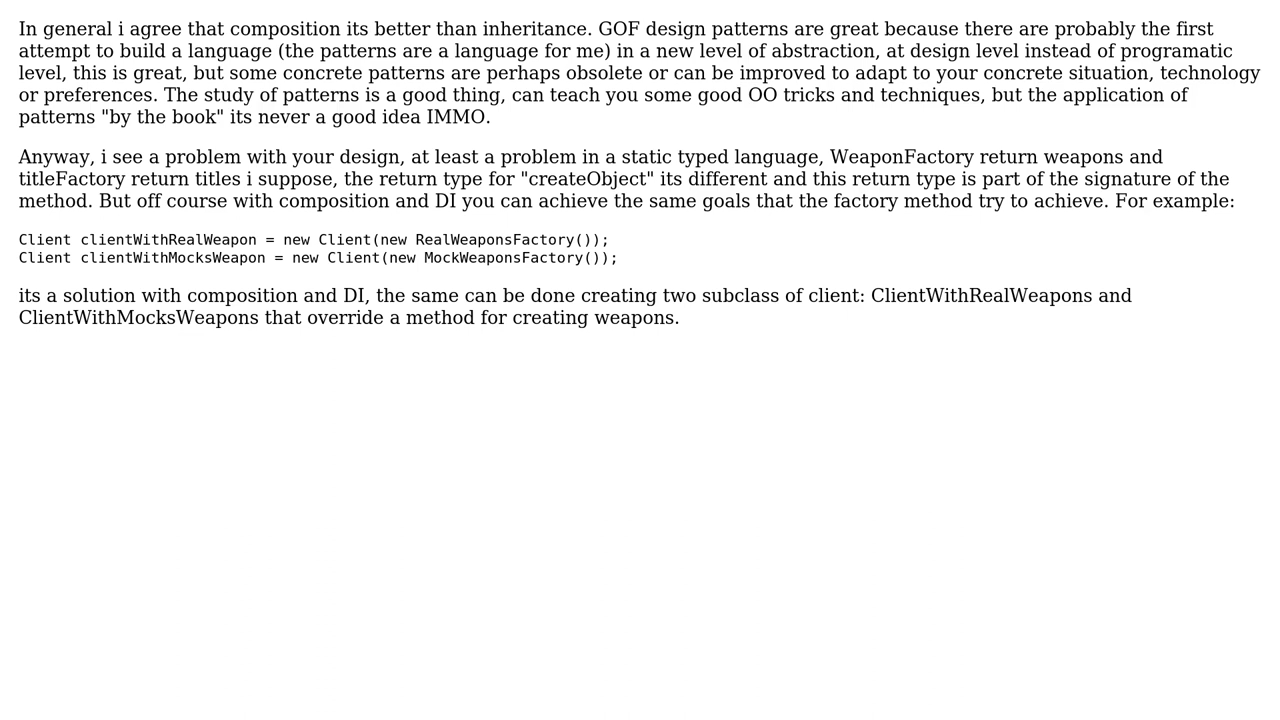 In general i agree that composition its better than inheritance. GOF design patterns are great because there are probably the first
attempt to build a language (the patterns are a language for me) in a new level of abstraction, at design level instead of programatic
level, this is great, but some concrete patterns are perhaps obsolete or can be improved to adapt to your concrete situation, technology
or preferences. The study of patterns is a good thing, can teach you some good OO tricks and techniques, but the application of
patterns "by the book" its never a good idea IMMO.
Anyway, i see a problem with your design, at least a problem in a static typed language, WeaponFactory return weapons and
titleFactory return titles i suppose, the return type for "createObject" its different and this return type is part of the signature of the
method. But off course with composition and DI you can achieve the same goals that the factory method try to achieve. For example:
Client clientWithRealWeapon = new Client(new RealWeaponsFactory());
Client clientWithMocksWeapon = new Client(new MockWeaponsFactory());
its a solution with composition and DI, the same can be done creating two subclass of client: ClientWithRealWeapons and
ClientWithMocksWeapons that override a method for creating weapons.